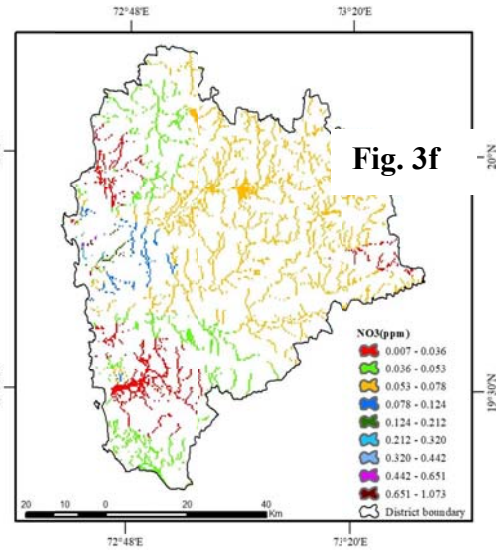 72°48'E 73°20'E
20°N
Fig. 3f
NO3(ppm)
0.007 - 0.036
0.036 - 0.053
0.053 - 0.078
0.078 - 0.124
0.124 - 0.212
0.212 - 0.320
0.320 - 0.442
0.442 - 0.651
0.651 - 1.073
District boundary
19°30'N
20 10 0 20 40
Km
72°48'E 73°20'E